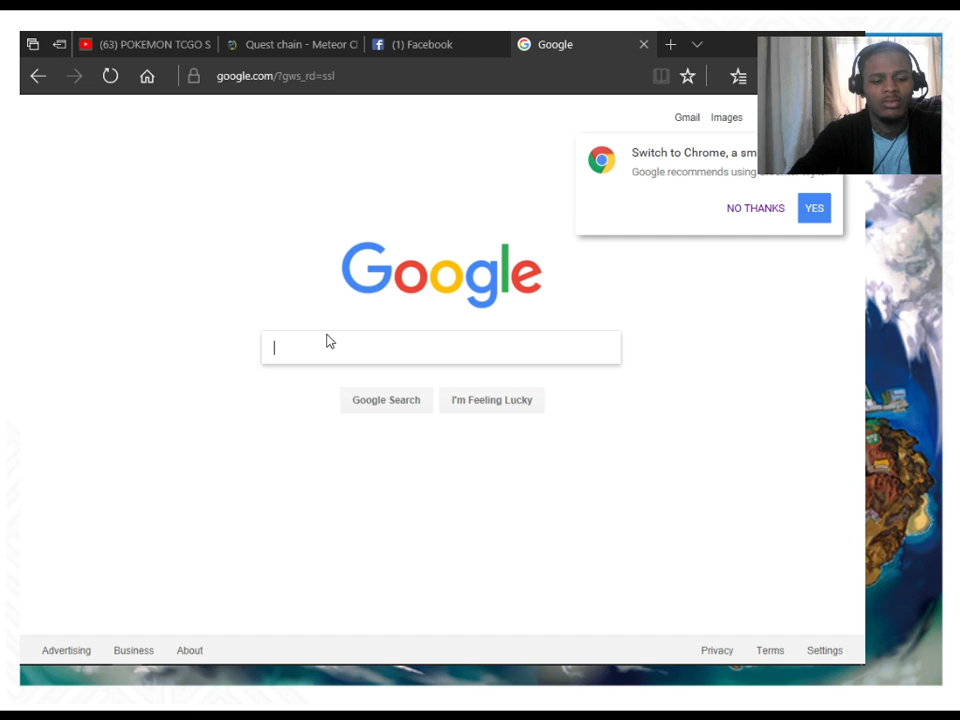 (63) POKEMON TCGO S
Quest chain - Meteor Cl
(1) Facebook
Google
google.com/?gws_rd=ssl
Gmail Images
Switch to Chrome, a sm
Google recommends using
NO THANKS YES
Google
Google Search I'm Feeling Lucky
Advertising Business About Privacy Terms Settings